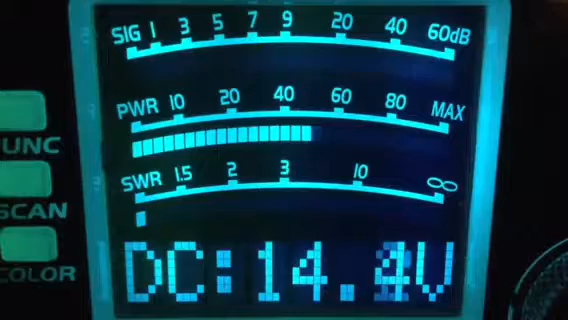 SIG 1 3 5 7 9 20 40 60dB
PWR 10 20 40 60 80 MAX
SWR 1.5 2 3 10 ∞
DC:14.4V
UNC
SCAN
COLOR